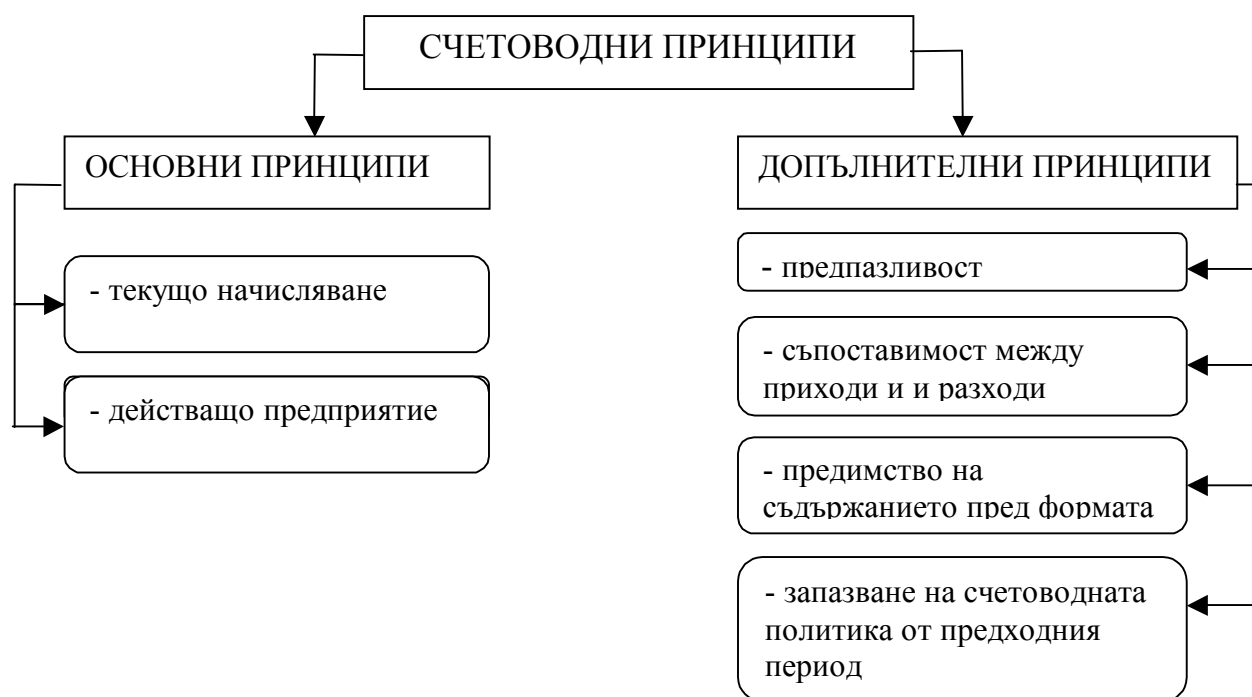 СЧЕТОВОДНИ ПРИНЦИПИ
ОСНОВНИ ПРИНЦИПИ
- текущо начисляване
- действащо предприятие
ДОПЪЛНИТЕЛНИ ПРИНЦИПИ
- предпазливост
- съпоставимост между
приходи и и разходи
- предимство на
съдържанието пред формата
- запазване на счетоводната
политика от предходния
период